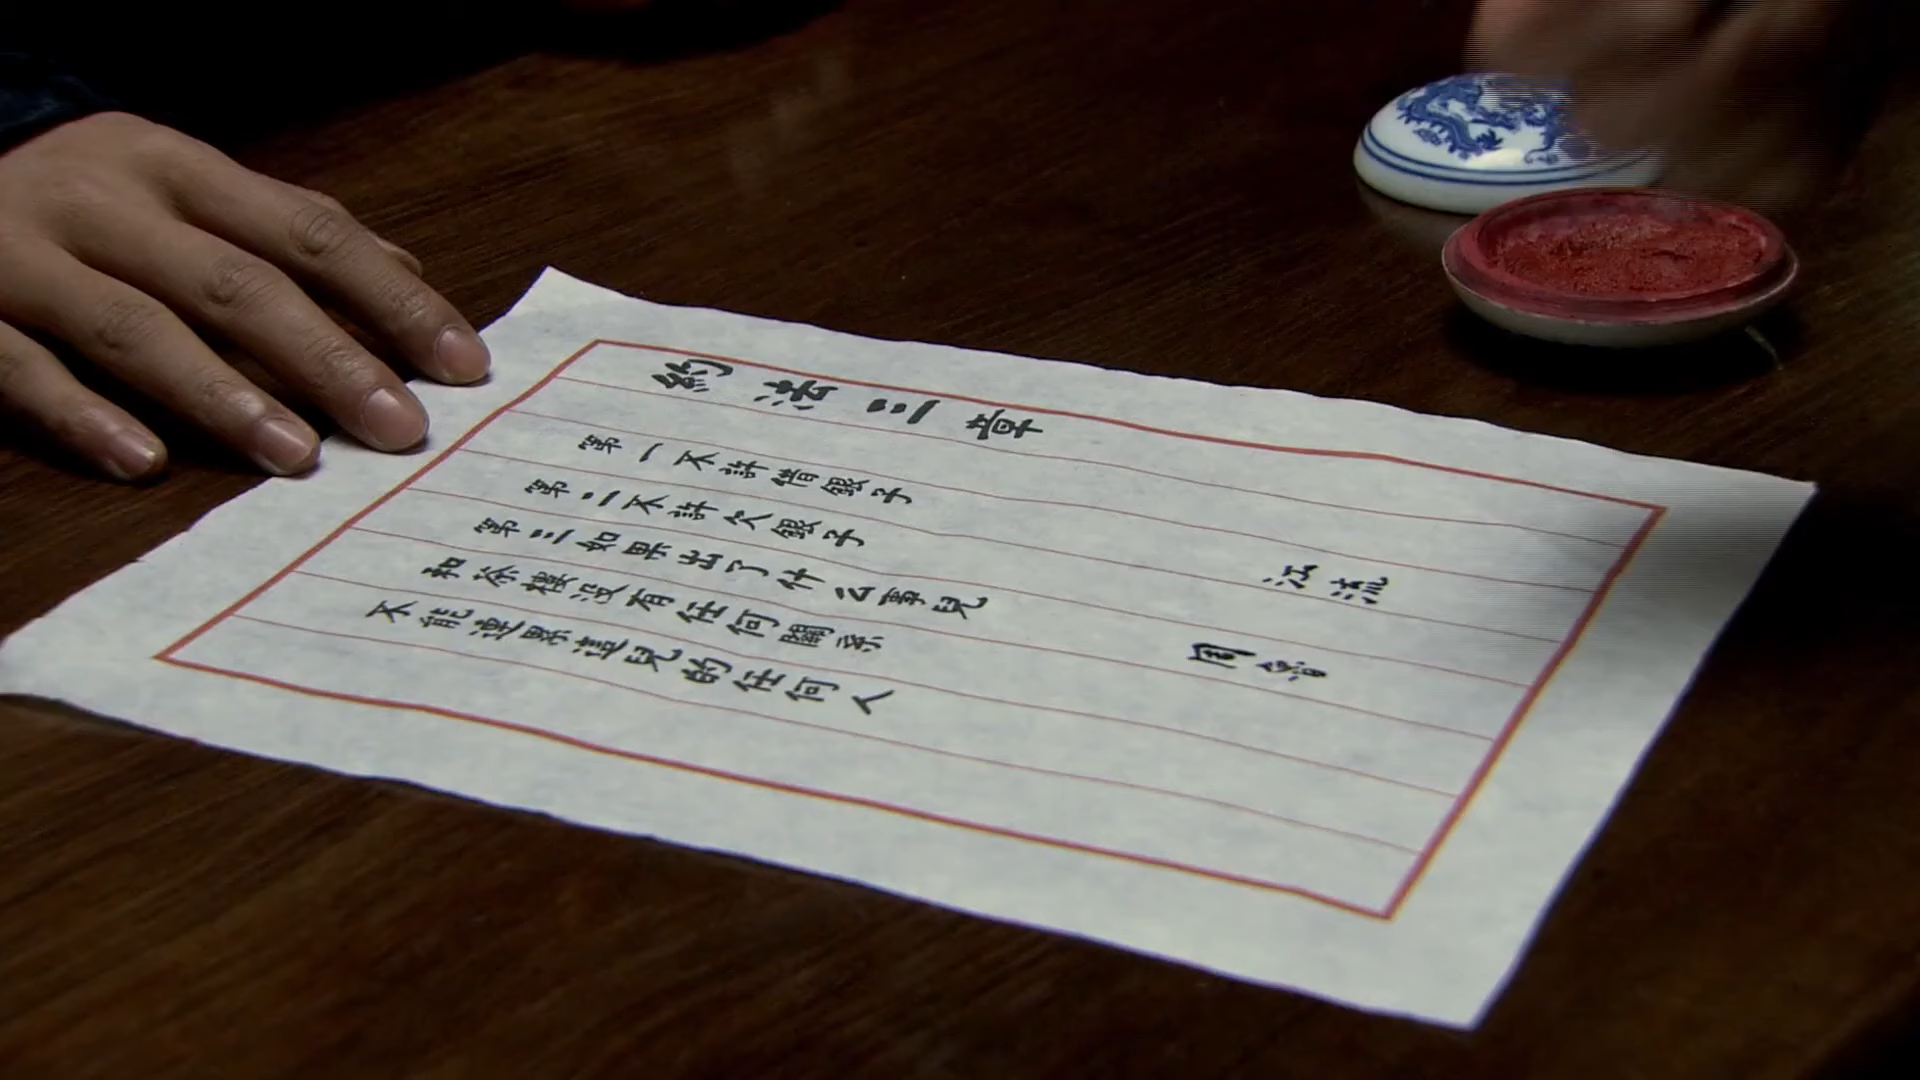 約法三章
第一不許借銀子
第二不許欠銀子
第三如果出了什么事兒
和茶樓沒有任何關系
不能連累這兒的任何人
江流
周魯